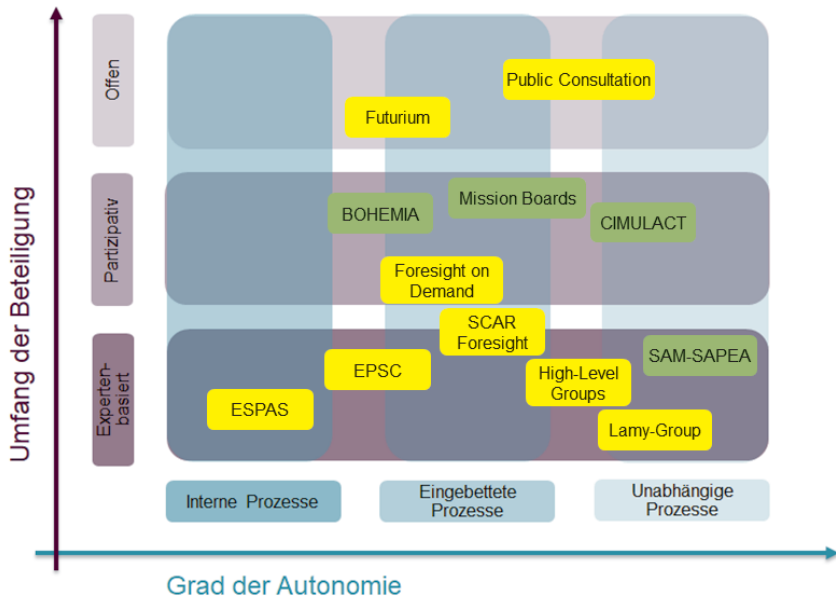 Umfang der Beteiligung
Offen
Public Consultation
Futurium
Partizipativ
BOHEMIA
Mission Boards
CIMULACT
Foresight on
Demand
SCAR
Foresight
Experten-
basiert
EPSC
SAM-SAPEA
High-Level
Groups
ESPAS
Lamy-Group
Interne Prozesse
Eingebettete
Prozesse
Unabhängige
Prozesse
Grad der Autonomie